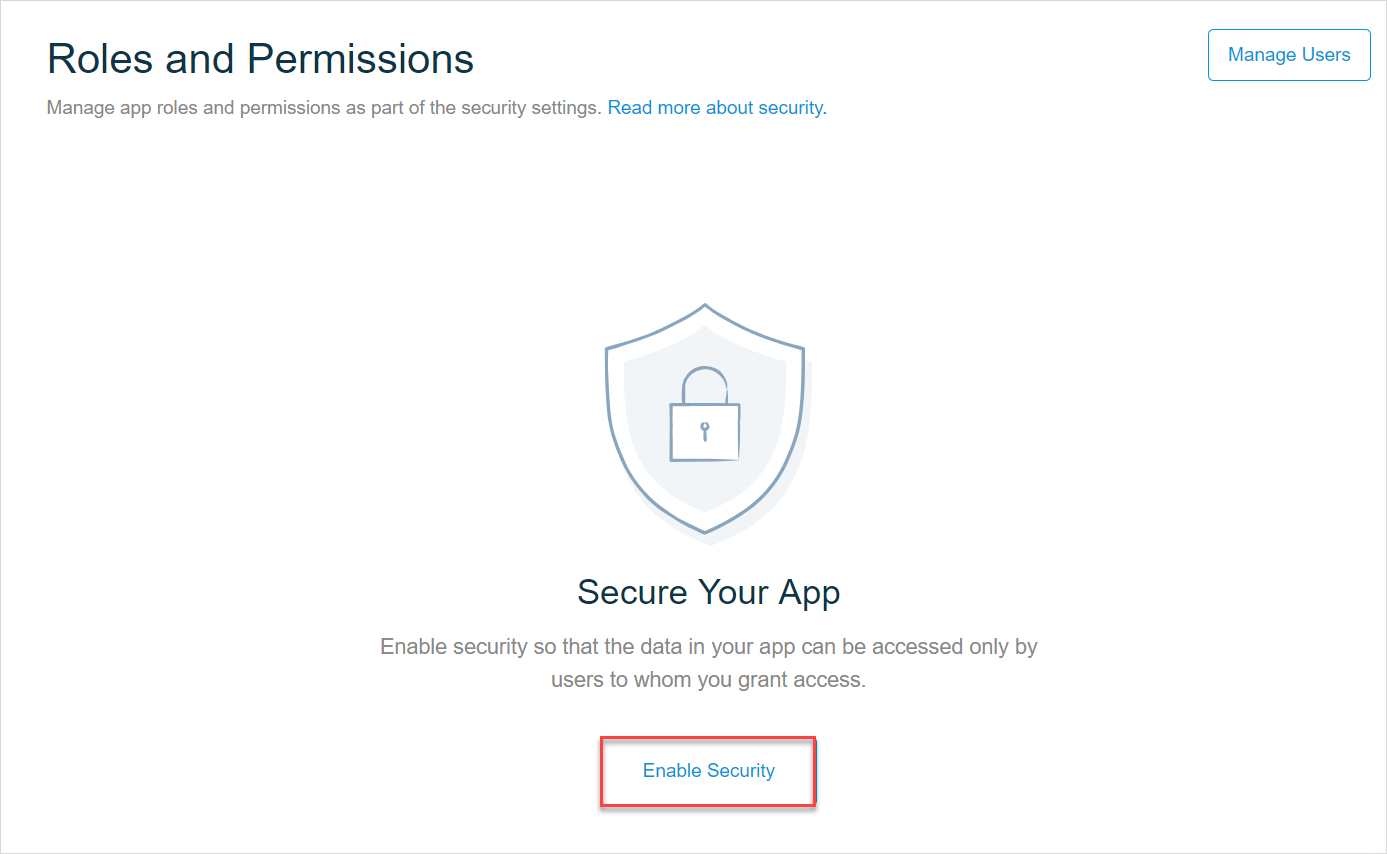 Roles and Permissions
Manage Users
Manage app roles and permissions as part of the security settings. Read more about security.
Secure Your App
Enable security so that the data in your app can be accessed only by
users to whom you grant access.
Enable Security